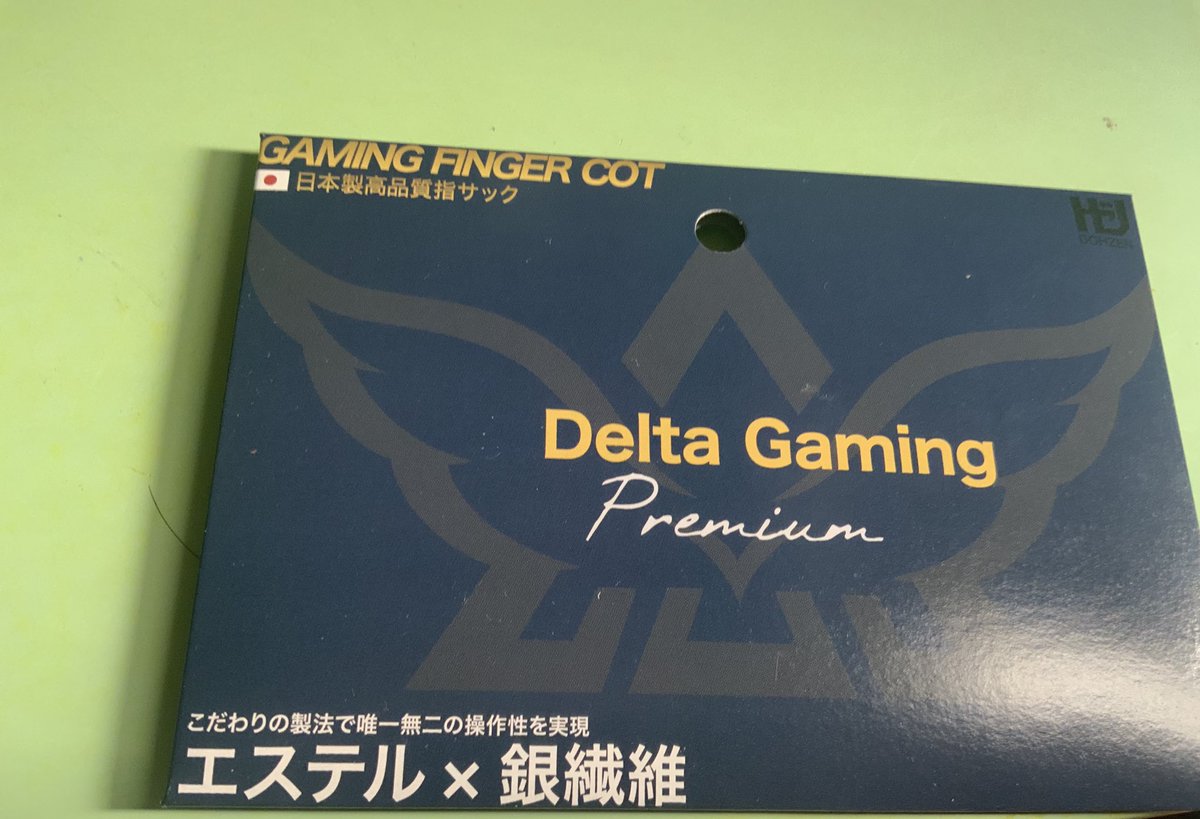 GAMING FINGER COT
日本製高品質指サック
Delta Gaming
Premium
こだわりの製法で唯一無二の操作性を実現
エステル × 銀繊維